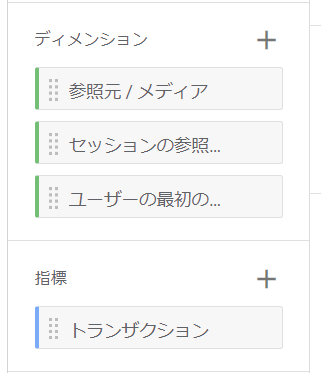 ディメンション
参照元 / メディア
セッションの参照...
ユーザーの最初の...
指標
トランザクション